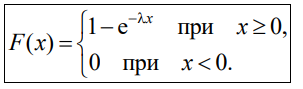 F(x) = { 1 − e^{−λx} при x ≥ 0,
0 при x < 0.